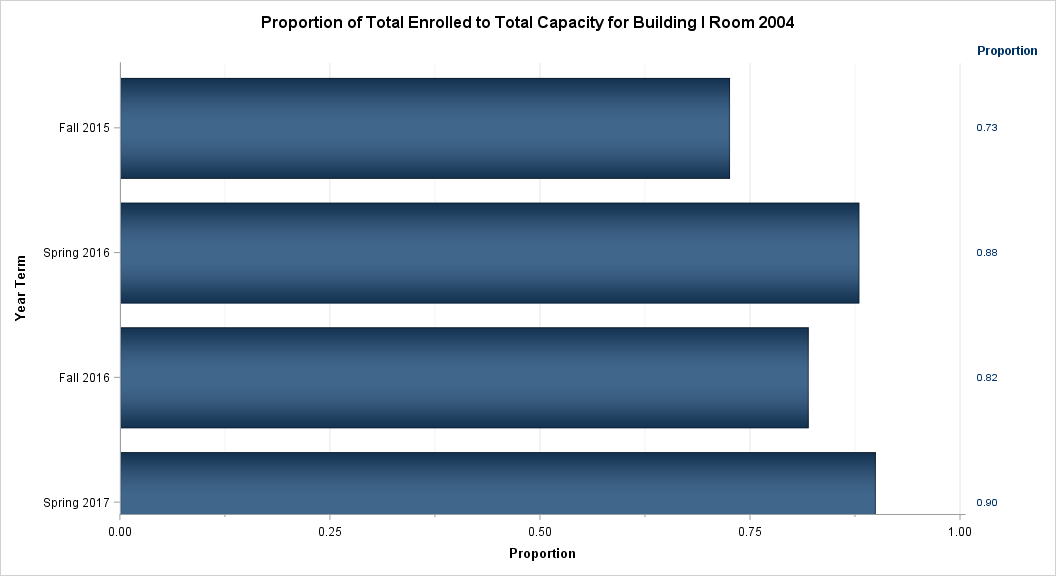 Proportion of Total Enrolled to Total Capacity for Building I Room 2004
Proportion
Fall 2015 0.73
Spring 2016 0.88
Year Term
Fall 2016 0.82
Spring 2017 0.90
0.00 0.25 0.50 0.75 1.00
Proportion